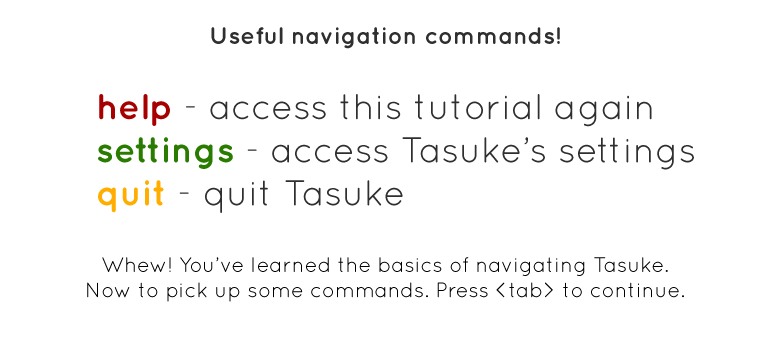 Useful navigation commands!
help - access this tutorial again
settings - access Tasuke's settings
quit - quit Tasuke
Whew! You've learned the basics of navigating Tasuke.
Now to pick up some commands. Press <tab> to continue.